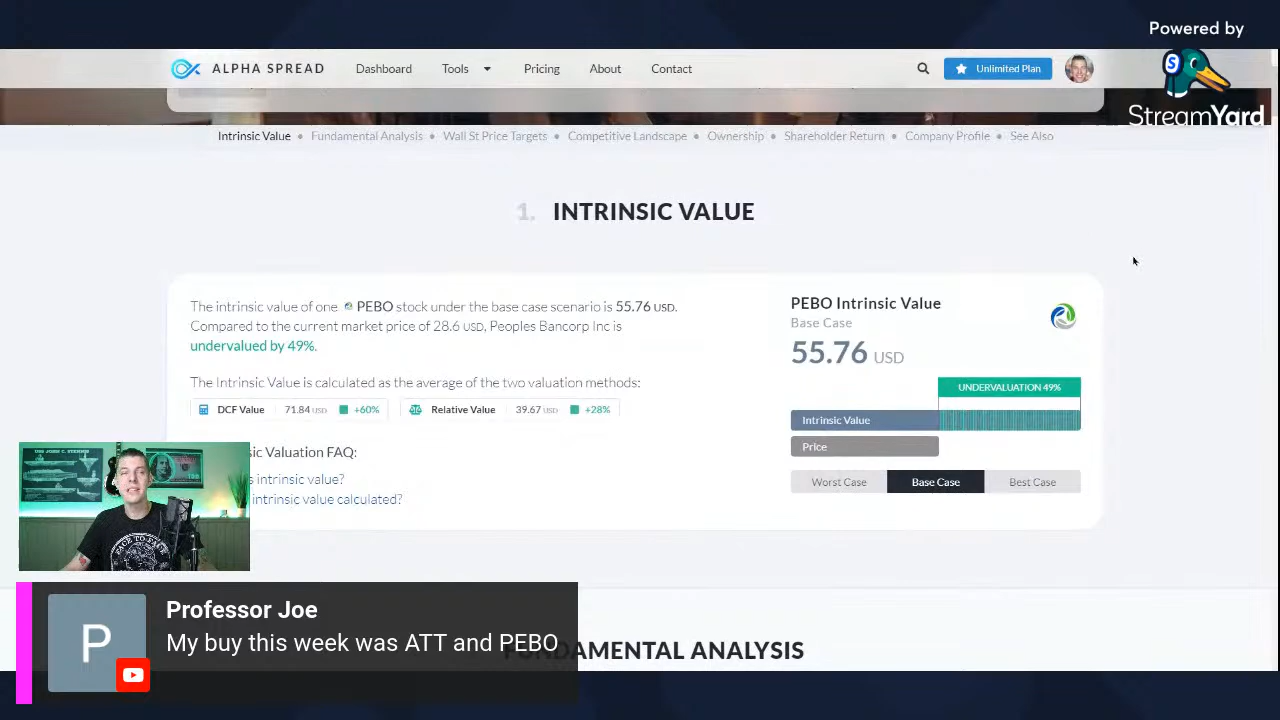 Powered by
StreamYard
ALPHA SPREAD Dashboard Tools Pricing About Contact Unlimited Plan
Intrinsic Value • Fundamental Analysis • Wall St Price Targets • Competitive Landscape • Ownership • Shareholder Return • Company Profile • See Also
1. INTRINSIC VALUE
The intrinsic value of one PEBO stock under the base case scenario is 55.76 USD.
Compared to the current market price of 28.6 USD, Peoples Bancorp Inc is
undervalued by 49%.
The Intrinsic Value is calculated as the average of the two valuation methods:
DCF Value 71.84 USD +60% Relative Value 39.67 USD +28%
Valuation FAQ:
intrinsic value?
intrinsic value calculated?
PEBO Intrinsic Value
Base Case
55.76 USD
UNDERVALUATION 49%
Intrinsic Value
Price
Worst Case Base Case Best Case
FACE TO FACE
P
Professor Joe
My buy this week was ATT and PEBO
FUNDAMENTAL ANALYSIS